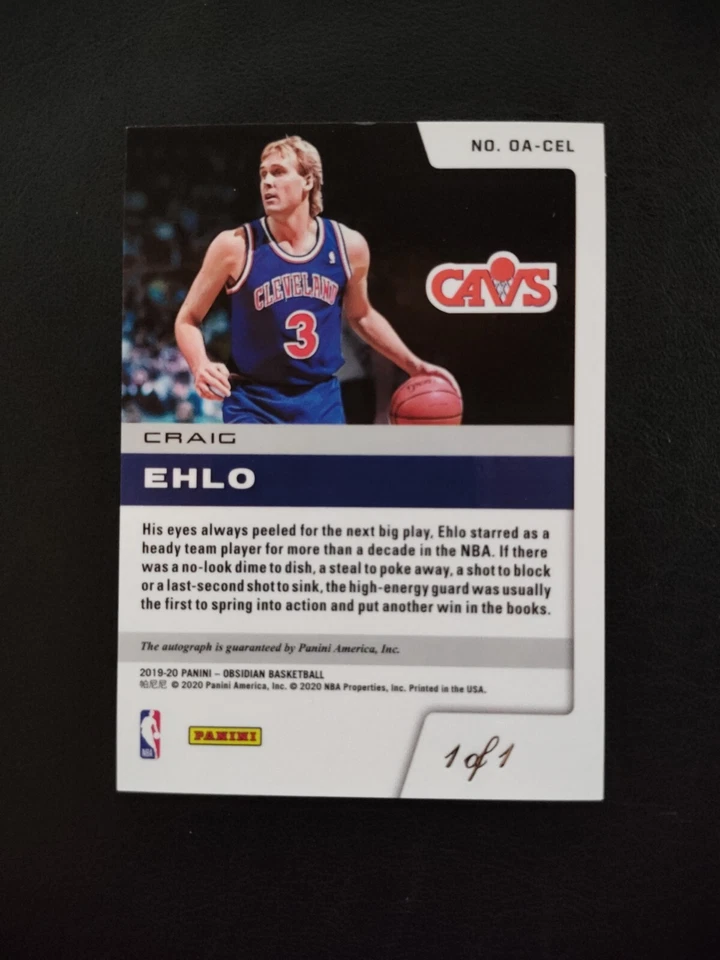 NO. OA-CEL
CAVS
CLEVELAND
3
CRAIG
EHLO
His eyes always peeled for the next big play, Ehlo starred as a
heady team player for more than a decade in the NBA. If there
was a no-look dime to dish, a steal to poke away, a shot to block
or a last-second shot to sink, the high-energy guard was usually
the first to spring into action and put another win in the books.
The autograph is guaranteed by Panini America, Inc.
2019-20 PANINI – OBSIDIAN BASKETBALL
帕尼尼 © 2020 Panini America, Inc. © 2020 NBA Properties, Inc. Printed in the USA.
NBA
PANINI
1 of 1